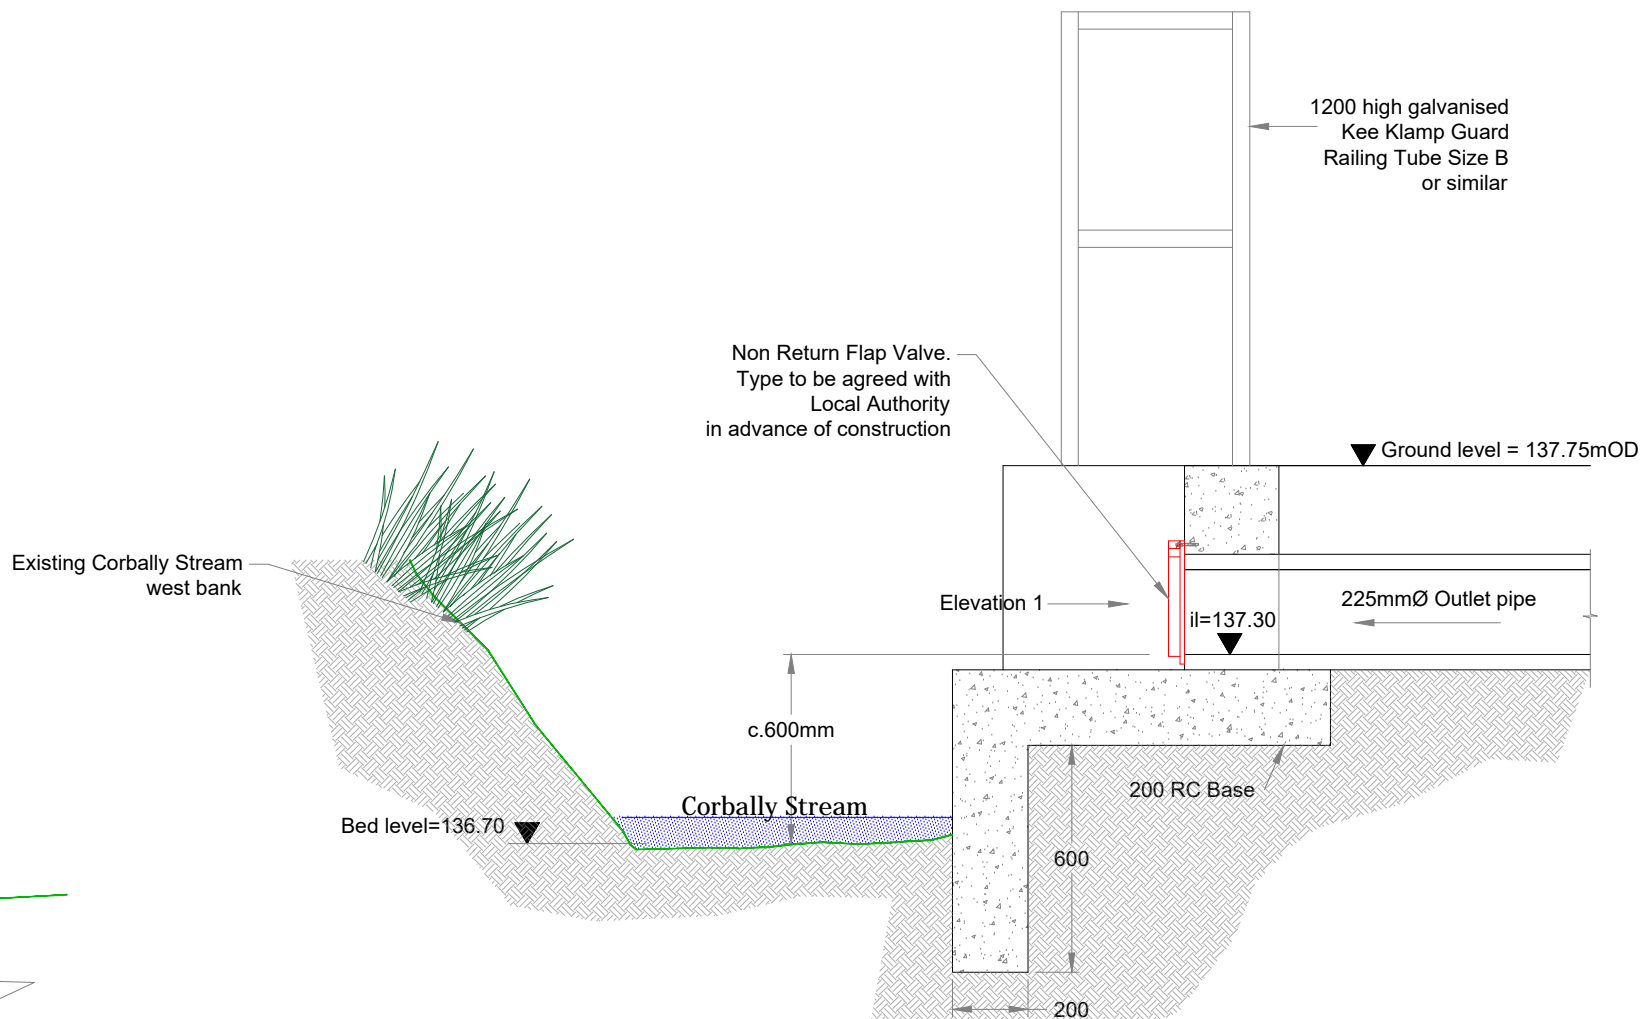 1200 high galvanised
Kee Klamp Guard
Railing Tube Size B
or similar
Non Return Flap Valve.
Type to be agreed with
Local Authority
in advance of construction
Ground level = 137.75mOD
Existing Corbally Stream
west bank
Elevation 1
il=137.30
225mmØ Outlet pipe
c.600mm
200 RC Base
Corbally Stream
Bed level=136.70
600
200